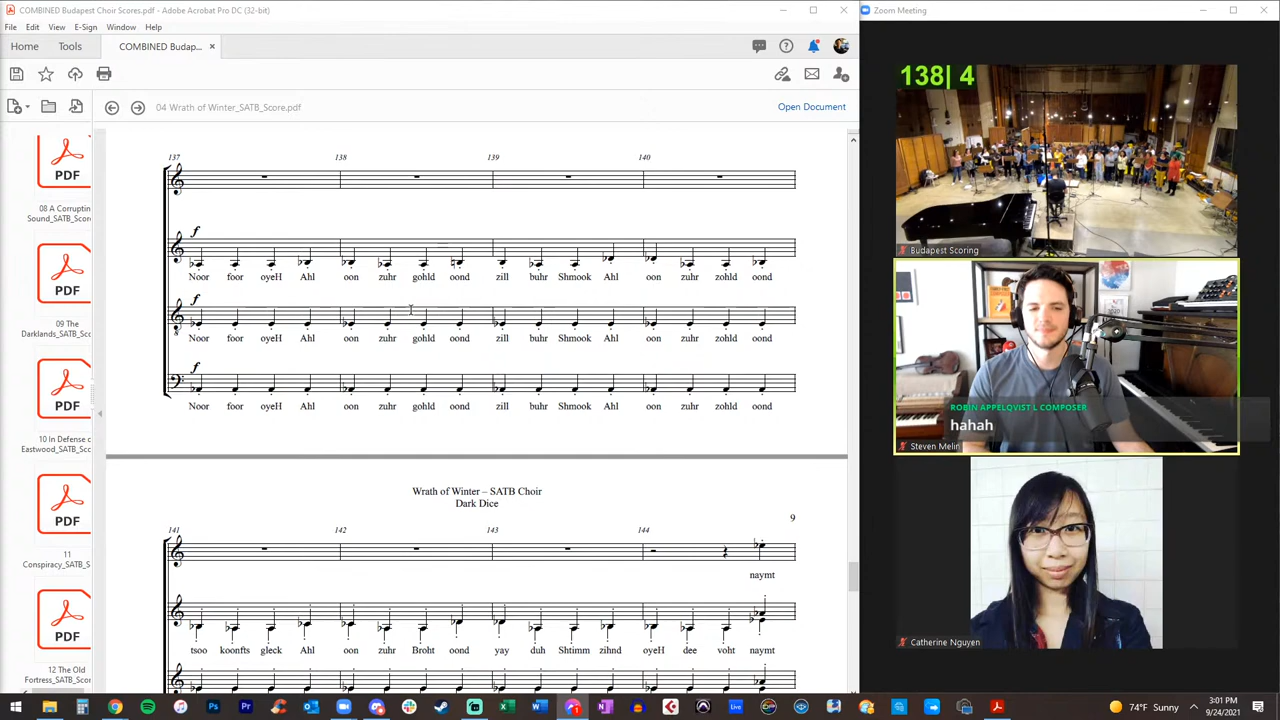 COMBINED Budapest Choir Scores.pdf - Adobe Acrobat Pro DC (32-bit)
File Edit View E-Sign Window Help
Home Tools COMBINED Budap...
04 Wrath of Winter_SATB_Score.pdf
Open Document
PDF
08 A Corruptin
Sound_SATB_Score
PDF
09 The
Darklands_SATB_Sco
PDF
10 In Defense o
Eastwood_SATB_Sco
PDF
11
Conspiracy_SATB_Sco
PDF
12 The Old
Fortress_SATB_Sco
137 138 139 140
f
Noor foor oyeH Ahl oon zuhr gohld oond zill buhr Shmook Ahl oon zuhr zohld oond
f
8
Noor foor oyeH Ahl oon zuhr gohld oond zill buhr Shmook Ahl oon zuhr zohld oond
f
Noor foor oyeH Ahl oon zuhr gohld oond zill buhr Shmook Ahl oon zuhr zohld oond
Wrath of Winter – SATB Choir
Dark Dice
9
141 142 143 144
naymt
tsoo koonfts gleck Ahl oon zuhr Broht oond yay duh Shtimm zihnd oyeH dee voht naymt
Zoom Meeting
138| 4
Budapest Scoring
ROBIN APPELQVIST L COMPOSER
hahah
Steven Melin
Catherine Nguyen
74°F Sunny
3:01 PM
9/24/2021